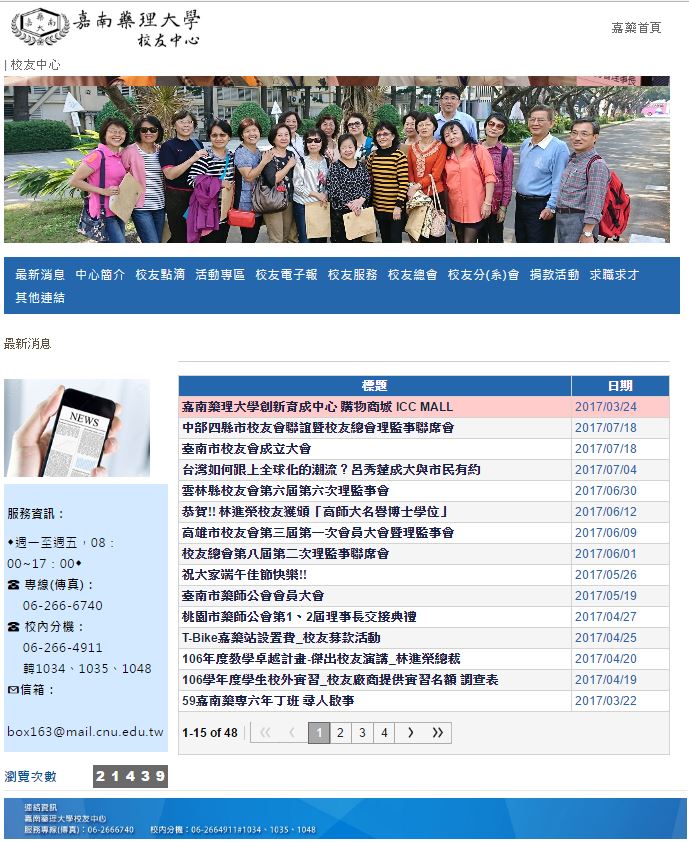 嘉南藥理大學
校友中心
嘉藥首頁
| 校友中心
最新消息 中心簡介 校友點滴 活動專區 校友電子報 校友服務 校友總會 校友分(系)會 捐款活動 求職求才
其他連結
最新消息
NEWS
服務資訊：
♦週一至週五，08：
00~17：00♦
☎ 專線(傳真)：
06-266-6740
☎ 校內分機：
06-266-4911
轉1034、1035、1048
信箱：
box163@mail.cnu.edu.tw
瀏覽次數 21439
標題 日期
嘉南藥理大學創新育成中心 購物商城 ICC MALL 2017/03/24
中部四縣市校友會聯誼暨校友總會理監事聯席會 2017/07/18
臺南市校友會成立大會 2017/07/18
台灣如何跟上全球化的潮流？呂秀蓮成大與市民有約 2017/07/04
雲林縣校友會第六屆第六次理監事會 2017/06/30
恭賀!! 林進榮校友獲頒「高師大名譽博士學位」 2017/06/12
高雄市校友會第三屆第一次會員大會暨理監事會 2017/06/09
校友總會第八屆第二次理監事聯席會 2017/06/01
祝大家端午佳節快樂!! 2017/05/26
臺南市藥師公會會員大會 2017/05/19
桃園市藥師公會第1、2屆理事長交接典禮 2017/04/27
T-Bike嘉藥站設置費_校友募款活動 2017/04/25
106年度教學卓越計畫-傑出校友演講_林進榮總裁 2017/04/20
106學年度學生校外實習_校友廠商提供實習名額 調查表 2017/04/19
59嘉南藥專六年丁班 尋人啟事 2017/03/22
1-15 of 48 1 2 3 4
連結資訊
嘉南藥理大學校友中心
服務專線(傳真)：06-2666740 校內分機：06-2664911#1034、1035、1048